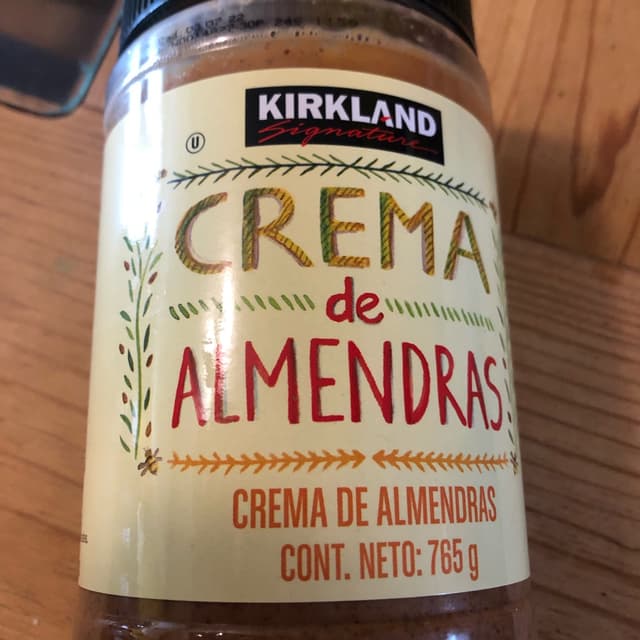 KIRKLAND
Signature
U
CREMA
de
ALMENDRAS
CREMA DE ALMENDRAS
CONT. NETO: 765 g